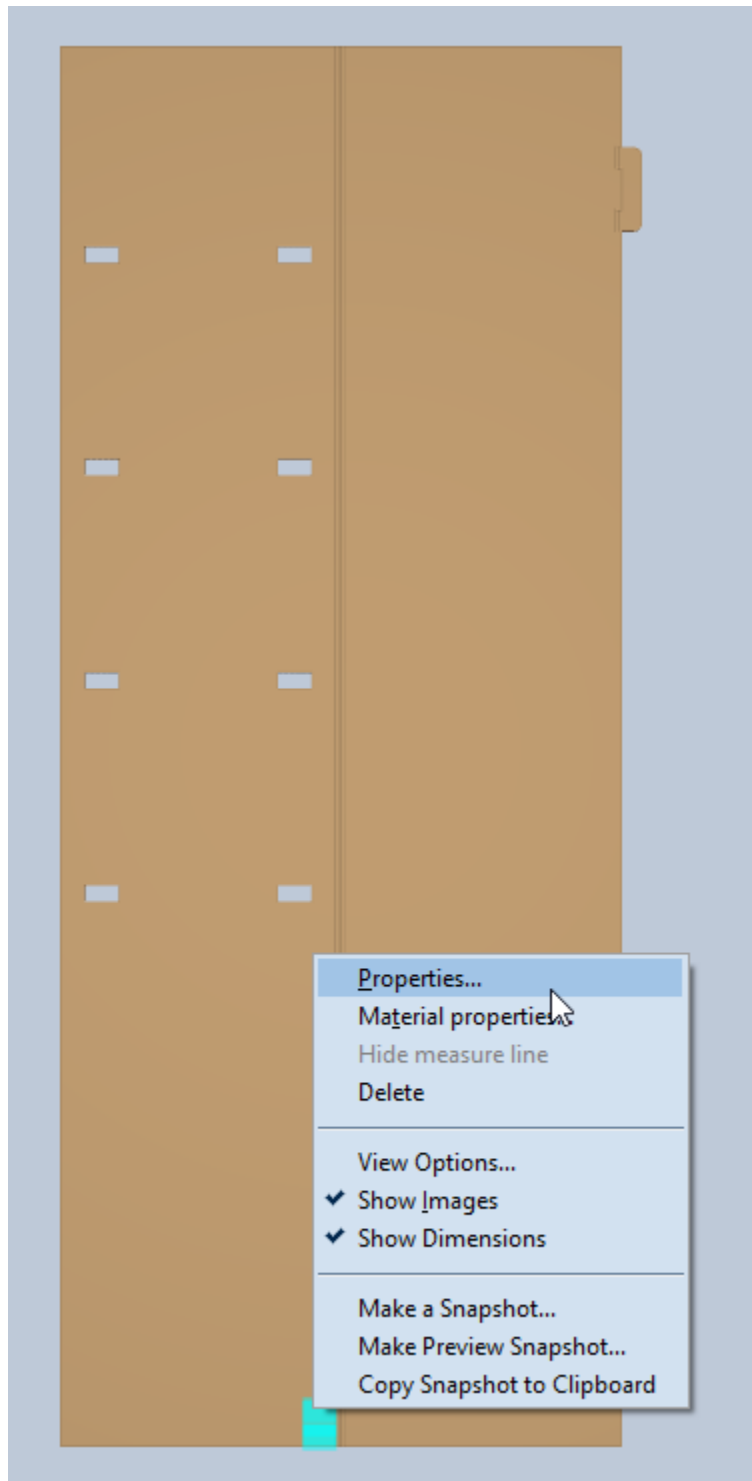 Properties...
Material properties...
Hide measure line
Delete
View Options...
Show Images
Show Dimensions
Make a Snapshot...
Make Preview Snapshot...
Copy Snapshot to Clipboard